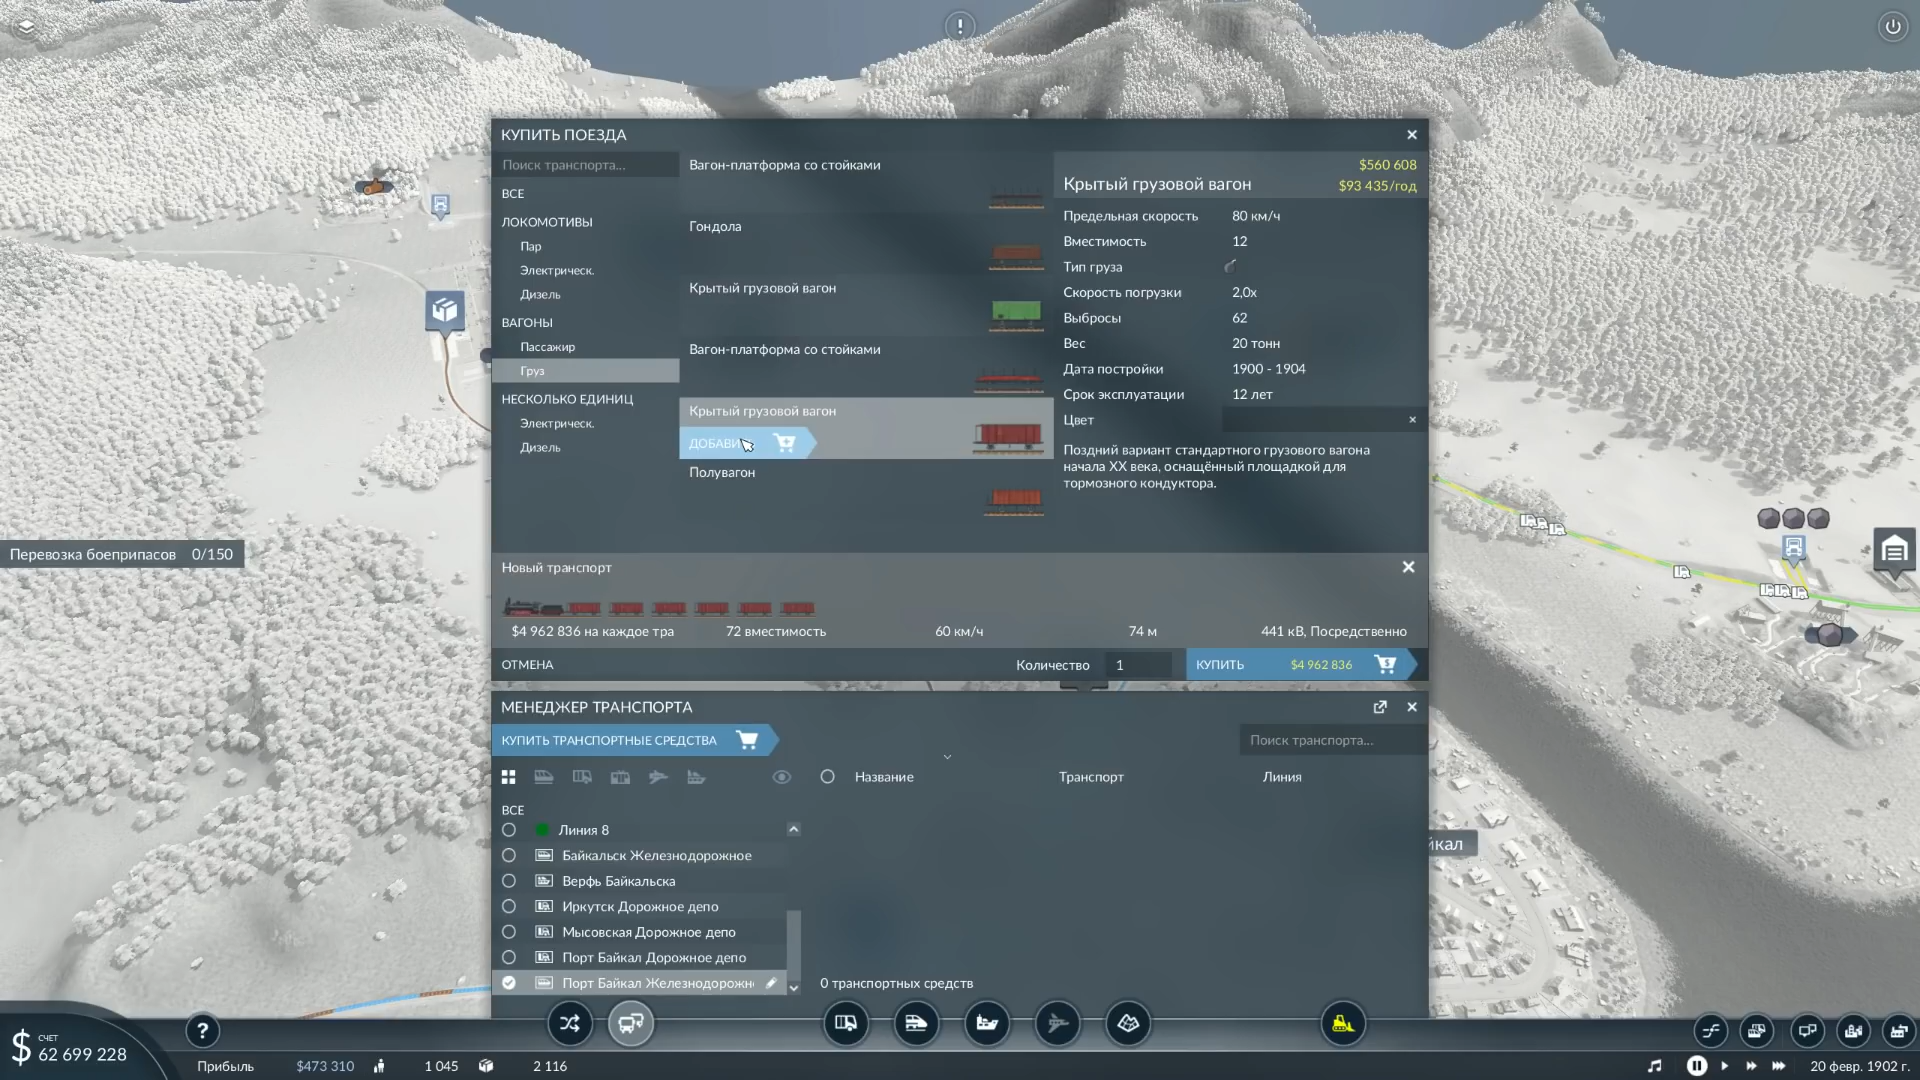 КУПИТЬ ПОЕЗДА
Поиск транспорта...
ВСЕ
ЛОКОМОТИВЫ
Пар
Электрическ.
Дизель
ВАГОНЫ
Пассажир
Груз
НЕСКОЛЬКО ЕДИНИЦ
Электрическ.
Дизель
Вагон-платформа со стойками
Гондола
Крытый грузовой вагон
Вагон-платформа со стойками
Крытый грузовой вагон
Полувагон
$560 608
Крытый грузовой вагон $93 435/год
Предельная скорость 80 км/ч
Вместимость 12
Тип груза
Скорость погрузки 2,0x
Выбросы 62
Вес 20 тонн
Дата постройки 1900 - 1904
Срок эксплуатации 12 лет
Цвет
Поздний вариант стандартного грузового вагона
начала XX века, оснащённый площадкой для
тормозного кондуктора.
Перевозка боеприпасов 0/150
Новый транспорт
$4 962 836 на каждое тра 72 вместимость 60 км/ч 74 м 441 кВ, Посредственно
ОТМЕНА Количество 1 КУПИТЬ $4 962 836
МЕНЕДЖЕР ТРАНСПОРТА
КУПИТЬ ТРАНСПОРТНЫЕ СРЕДСТВА Поиск транспорта...
Название Транспорт Линия
ВСЕ
Линия 8
Байкальск Железнодорожное
Верфь Байкальска
Иркутск Дорожное депо
Мысовская Дорожное депо
Порт Байкал Дорожное депо
Порт Байкал Железнодорожн
0 транспортных средств
СЧЕТ
$ 62 699 228
?
Прибыль $473 310 1 045 2 116
20 февр. 1902 г.